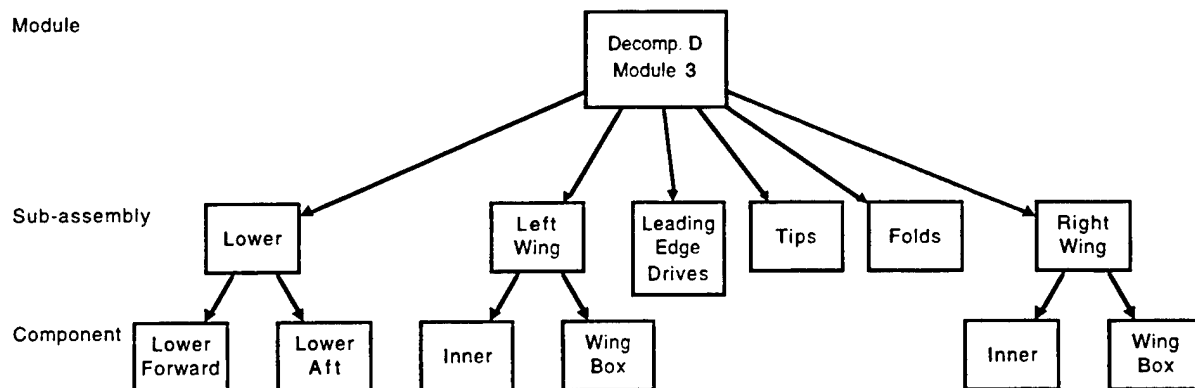 Module
Decomp. D
Module 3
Sub-assembly
Lower
Left
Wing
Leading
Edge
Drives
Tips
Folds
Right
Wing
Component
Lower
Forward
Lower
Aft
Inner
Wing
Box
Inner
Wing
Box